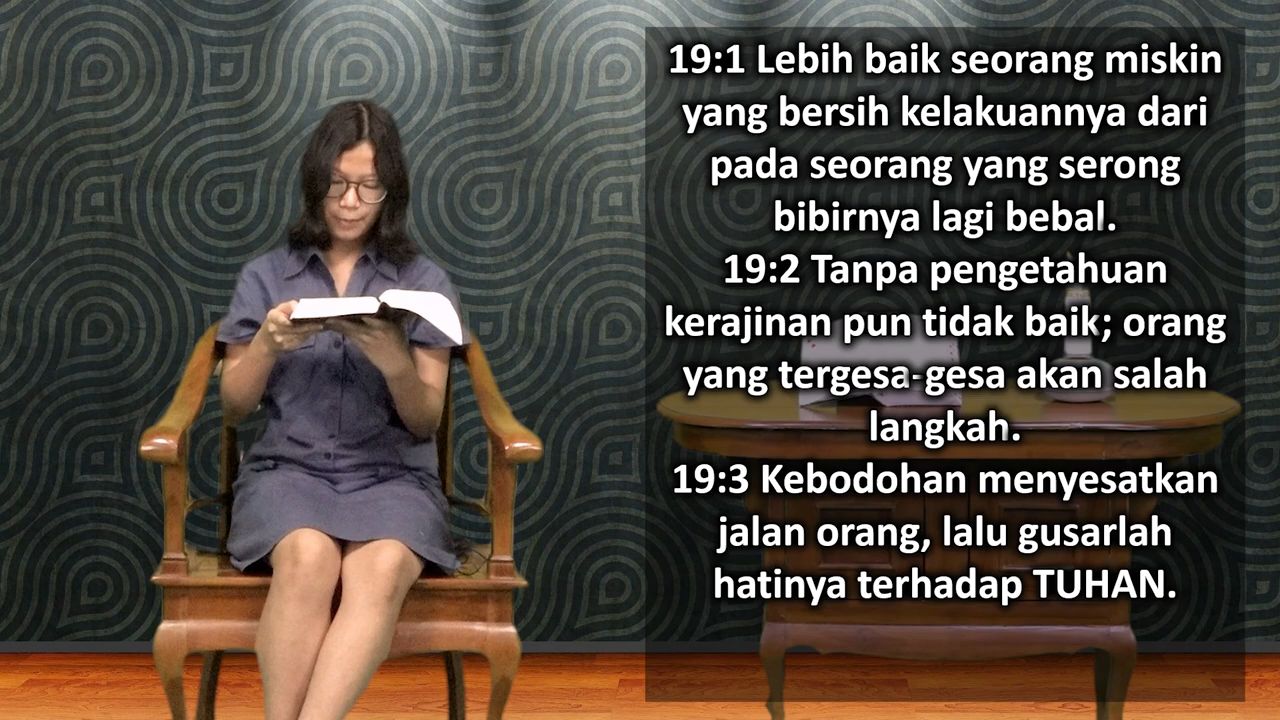 19:1 Lebih baik seorang miskin
yang bersih kelakuannya dari
pada seorang yang serong
bibirnya lagi bebal.
19:2 Tanpa pengetahuan
kerajinan pun tidak baik; orang
yang tergesa-gesa akan salah
langkah.
19:3 Kebodohan menyesatkan
jalan orang, lalu gusarlah
hatinya terhadap TUHAN.